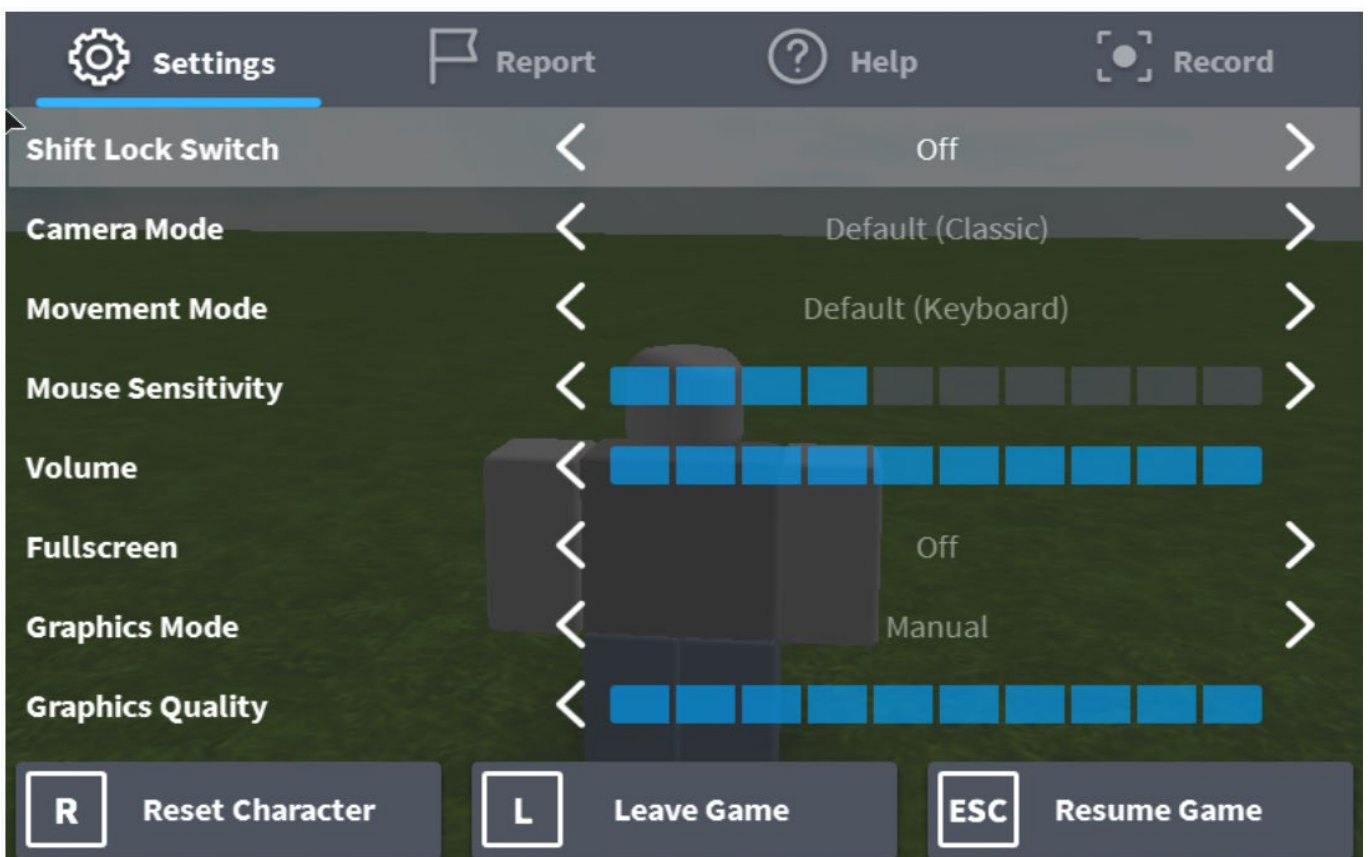 Settings Report Help Record
Shift Lock Switch Off
Camera Mode Default (Classic)
Movement Mode Default (Keyboard)
Mouse Sensitivity
Volume
Fullscreen Off
Graphics Mode Manual
Graphics Quality
R Reset Character L Leave Game ESC Resume Game